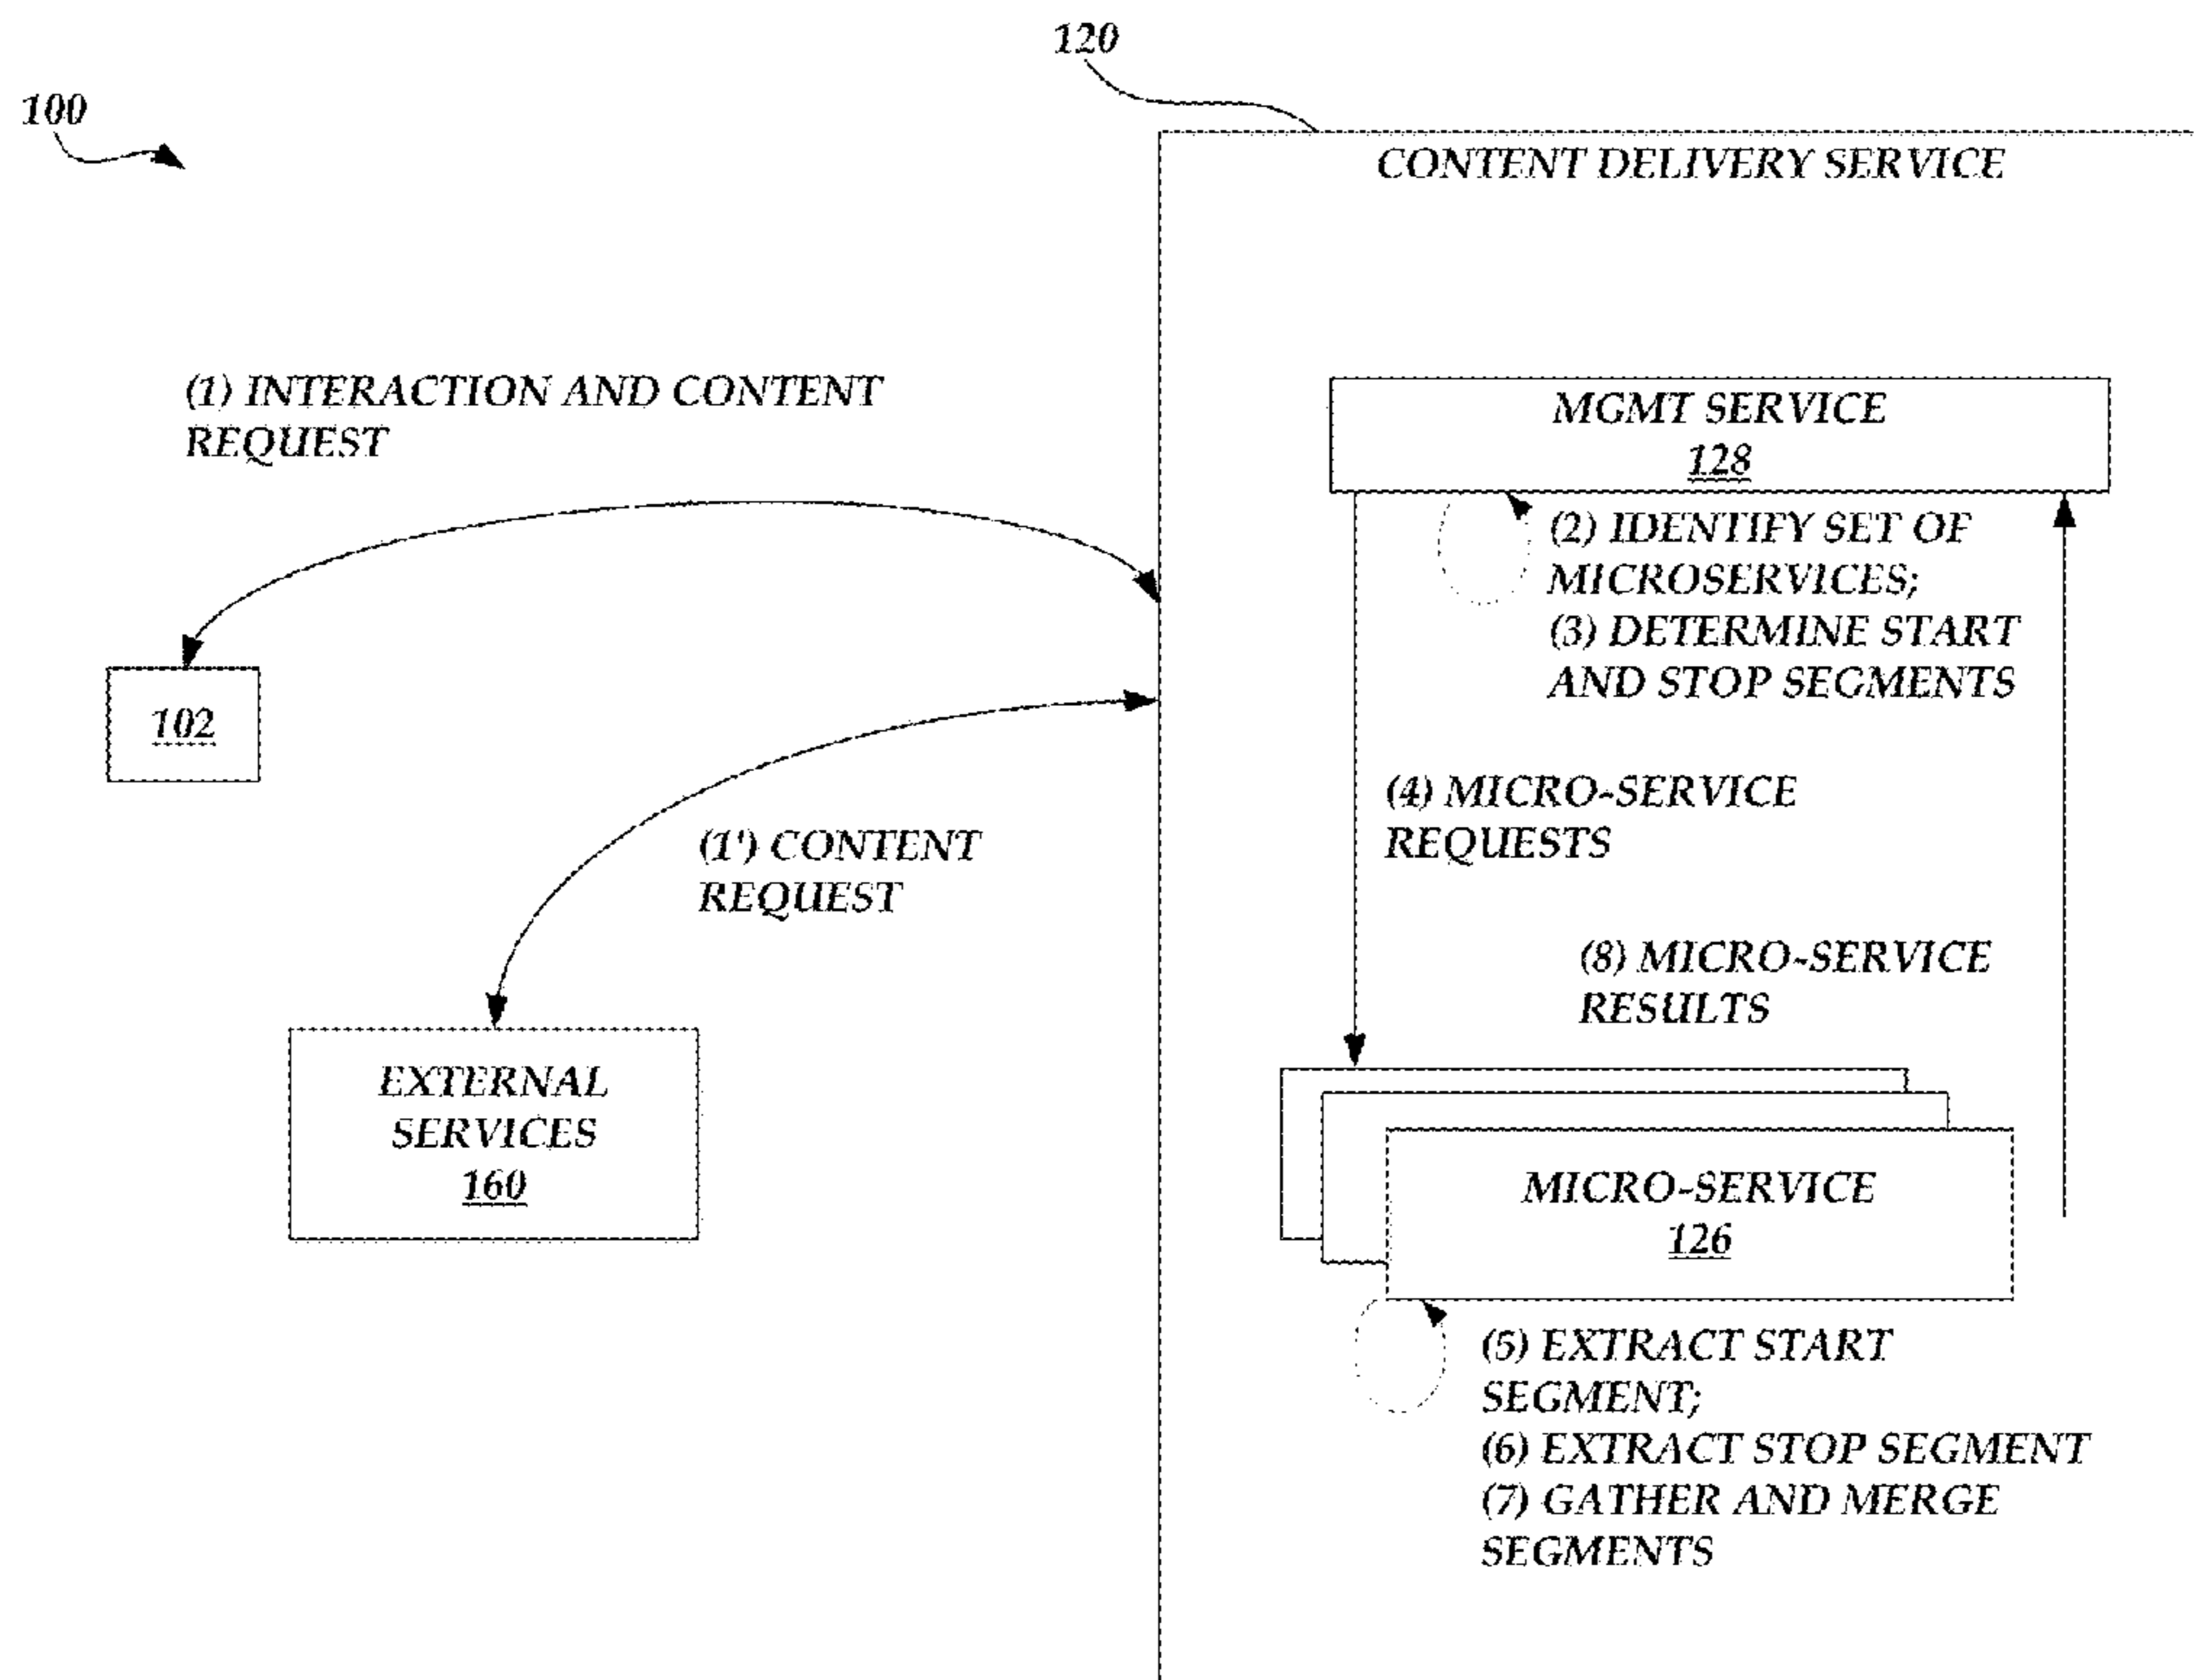 120
100
CONTENT DELIVERY SERVICE
(1) INTERACTION AND CONTENT
REQUEST
MGMT SERVICE
128
(2) IDENTIFY SET OF
MICROSERVICES;
(3) DETERMINE START
AND STOP SEGMENTS
102
(4) MICRO-SERVICE
REQUESTS
(1') CONTENT
REQUEST
(8) MICRO-SERVICE
RESULTS
EXTERNAL
SERVICES
160
MICRO-SERVICE
126
(5) EXTRACT START
SEGMENT;
(6) EXTRACT STOP SEGMENT
(7) GATHER AND MERGE
SEGMENTS